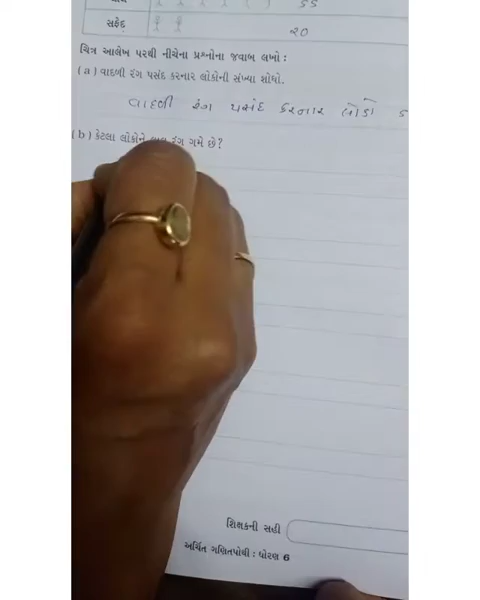 55
સફેદ ૨૦
ચિત્ર આલેખ પરથી નીચેના પ્રશ્નોના જવાબ લખો :
(a) વાદળી રંગ પસંદ કરનાર લોકોની સંખ્યા શોધો.
વાદળી રંગ પસંદ કરનાર લોકો
(b) કેટલા લોકોને રંગ ગમે છે?
શિક્ષકની સહી
અર્ચિત ગણિતપોથી : ધોરણ 6